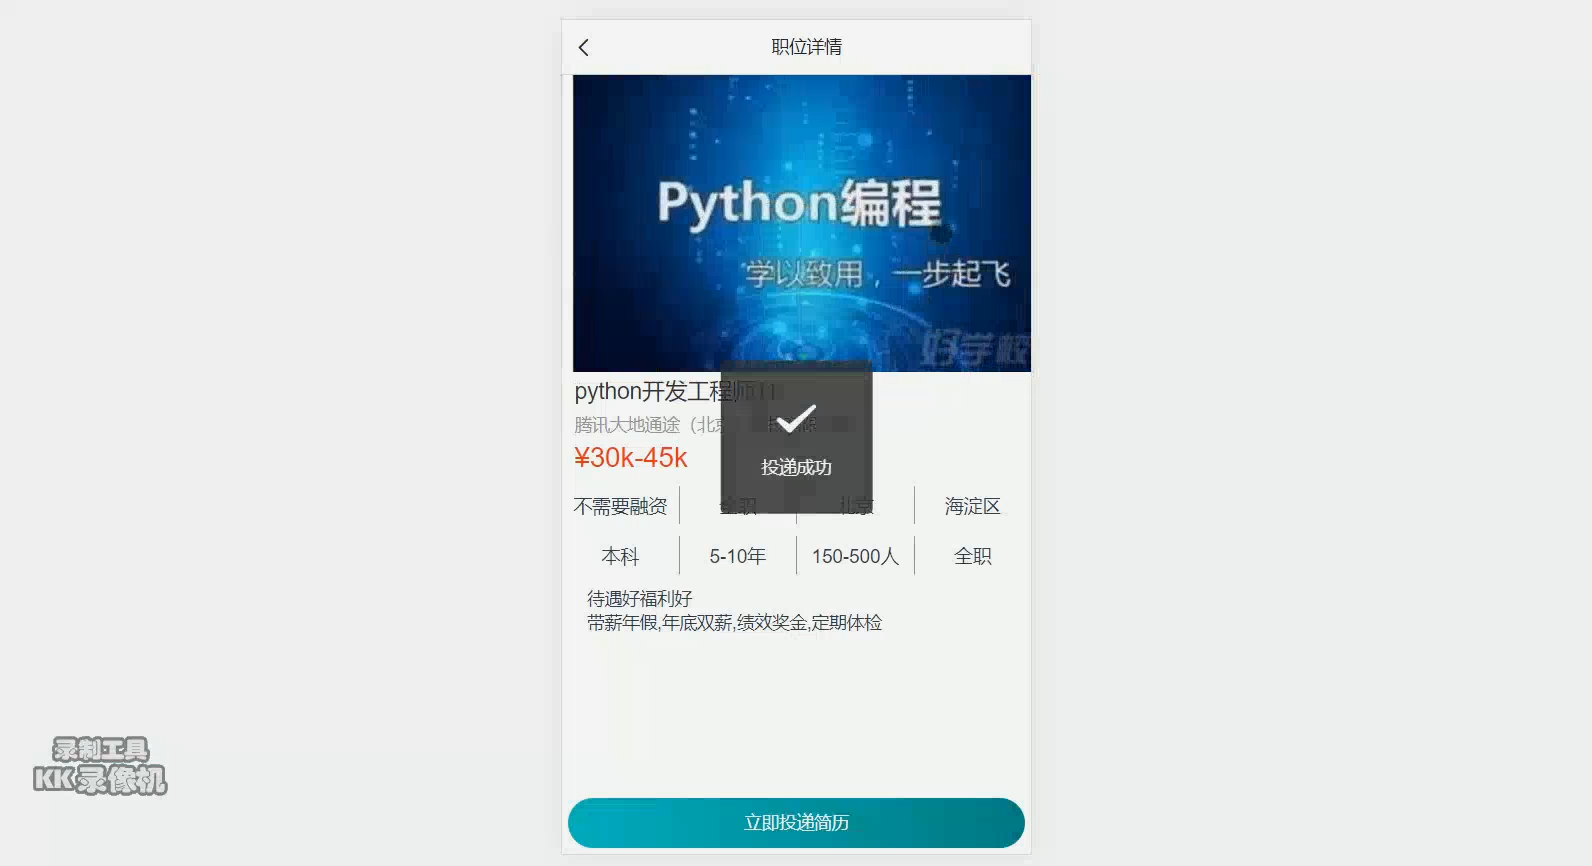 职位详情
Python编程
学以致用，一步起飞
好学校
python开发工程师11
腾讯大地通途（北京
¥30k-45k
投递成功
不需要融资 全职 北京 海淀区
本科 5-10年 150-500人 全职
待遇好福利好
带薪年假,年底双薪,绩效奖金,定期体检
录制工具
KK录像机
立即投递简历